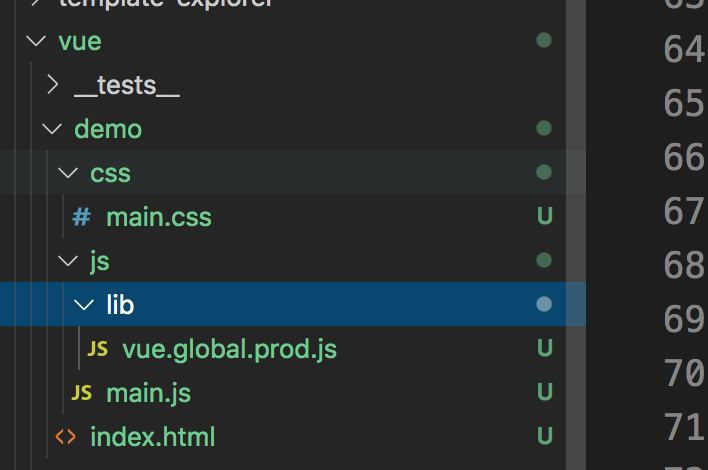 template-explorer
63
vue
64
__tests__
65
demo
66
css
# main.css U
67
js
68
lib
69
JS vue.global.prod.js U
70
JS main.js U
71
<> index.html U